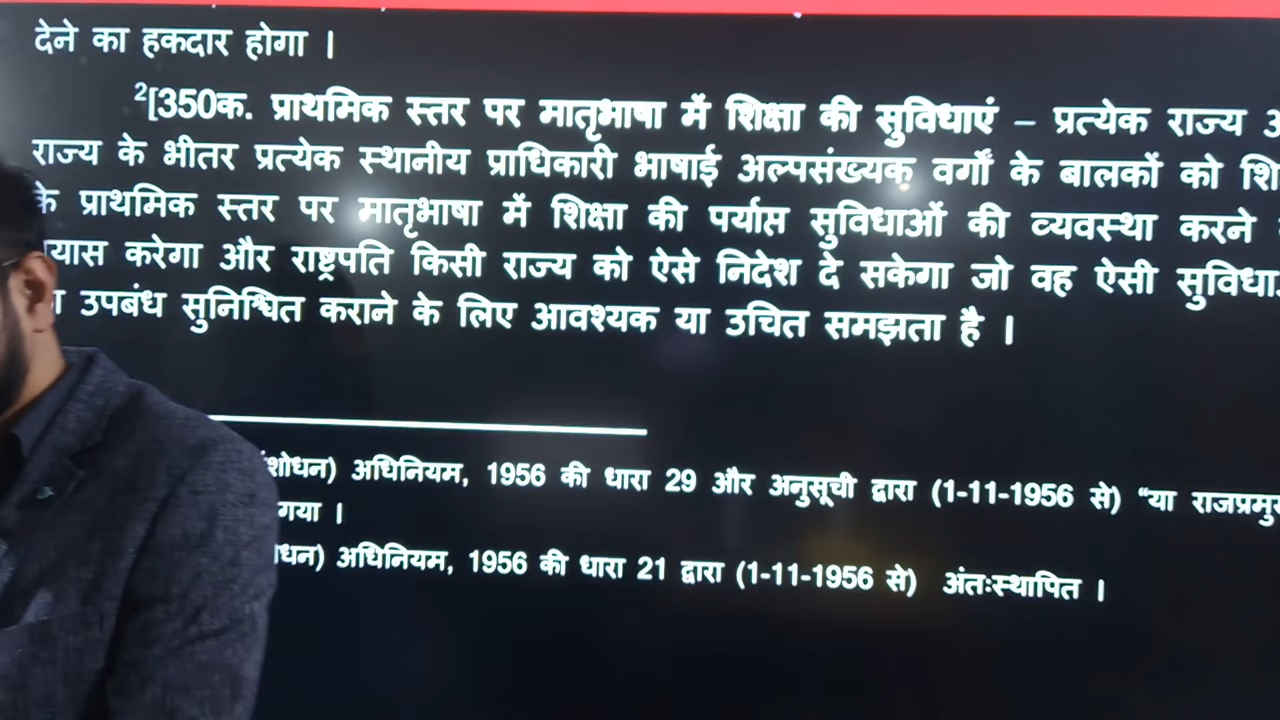 देने का हकदार होगा ।
²[350क. प्राथमिक स्तर पर मातृभाषा में शिक्षा की सुविधाएं – प्रत्येक राज्य
राज्य के भीतर प्रत्येक स्थानीय प्राधिकारी भाषाई अल्पसंख्यक वर्गों के बालकों को
के प्राथमिक स्तर पर मातृभाषा में शिक्षा की पर्याप्त सुविधाओं की व्यवस्था करने
करेगा और राष्ट्रपति किसी राज्य को ऐसे निदेश दे सकेगा जो वह ऐसी
उपबंध सुनिश्चित कराने के लिए आवश्यक या उचित समझता है ।
अधिनियम, 1956 की धारा 29 और अनुसूची द्वारा (1-11-1956 से) “या
गया ।
अधिनियम, 1956 की धारा 21 द्वारा (1-11-1956 से) अंतःस्थापित ।